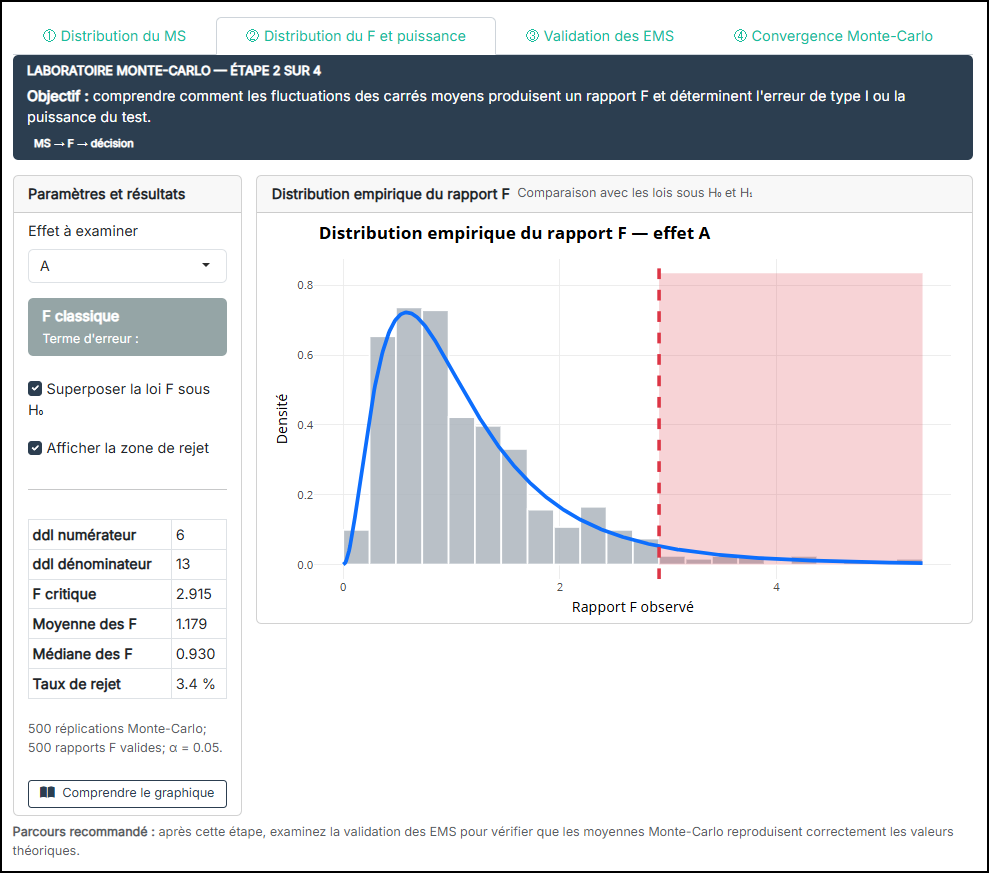 ① Distribution du MS
② Distribution du F et puissance
③ Validation des EMS
④ Convergence Monte-Carlo
LABORATOIRE MONTE-CARLO — ÉTAPE 2 SUR 4
Objectif : comprendre comment les fluctuations des carrés moyens produisent un rapport F et déterminent l'erreur de type I ou la
puissance du test.
MS → F → décision
Paramètres et résultats
Effet à examiner
A
F classique
Terme d'erreur :
Superposer la loi F sous
H₀
Afficher la zone de rejet
ddl numérateur 6
ddl dénominateur 13
F critique 2.915
Moyenne des F 1.179
Médiane des F 0.930
Taux de rejet 3.4 %
500 réplications Monte-Carlo;
500 rapports F valides; α = 0.05.
Comprendre le graphique
Distribution empirique du rapport F Comparaison avec les lois sous H₀ et H₁
Distribution empirique du rapport F — effet A
Densité
0.8
0.6
0.4
0.2
0.0
0 2 4
Rapport F observé
Parcours recommandé : après cette étape, examinez la validation des EMS pour vérifier que les moyennes Monte-Carlo reproduisent correctement les valeurs
théoriques.